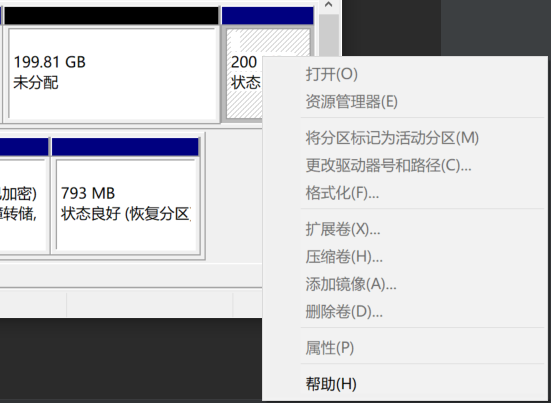 199.81 GB
未分配
200
状态
已加密)
转储,
793 MB
状态良好 (恢复分区
打开(O)
资源管理器(E)
将分区标记为活动分区(M)
更改驱动器号和路径(C)...
格式化(F)...
扩展卷(X)...
压缩卷(H)...
添加镜像(A)...
删除卷(D)...
属性(P)
帮助(H)